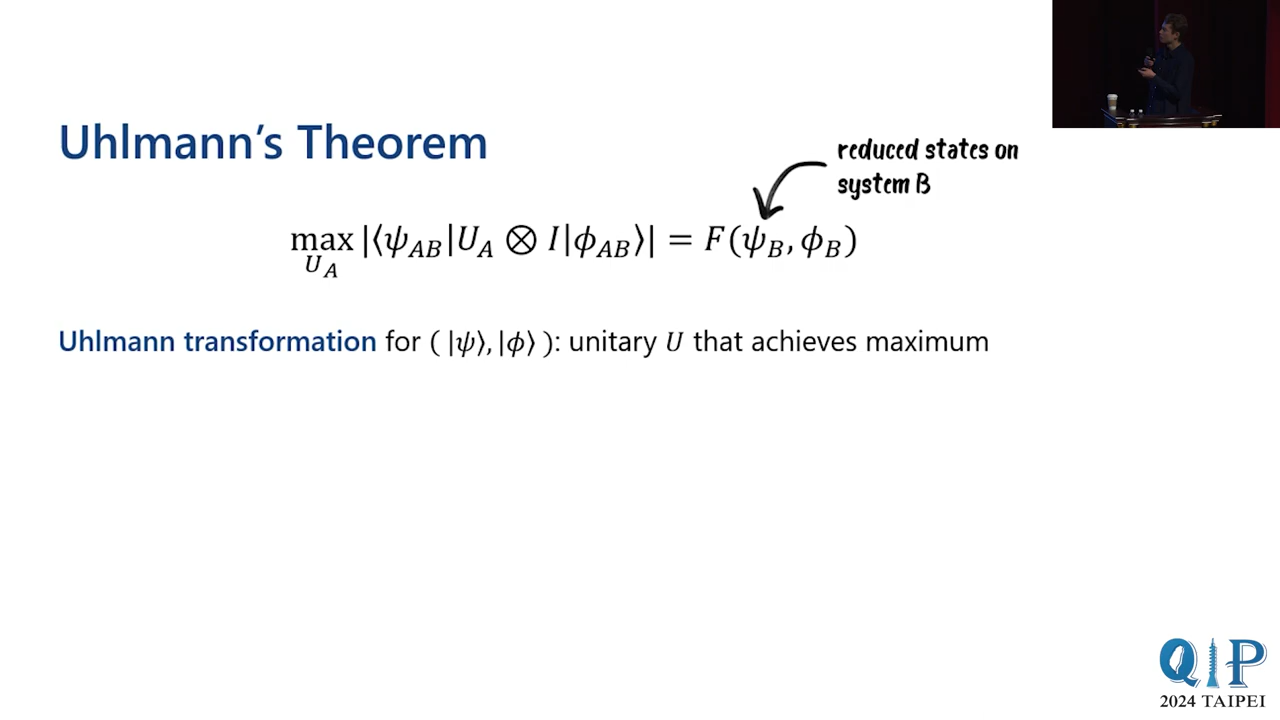 Uhlmann's Theorem
reduced states on
system B
max |⟨ψ_AB|U_A ⊗ I|ϕ_AB⟩| = F(ψ_B, ϕ_B)
U_A
Uhlmann transformation for ( |ψ⟩, |ϕ⟩ ): unitary U that achieves maximum
QIP
2024 TAIPEI